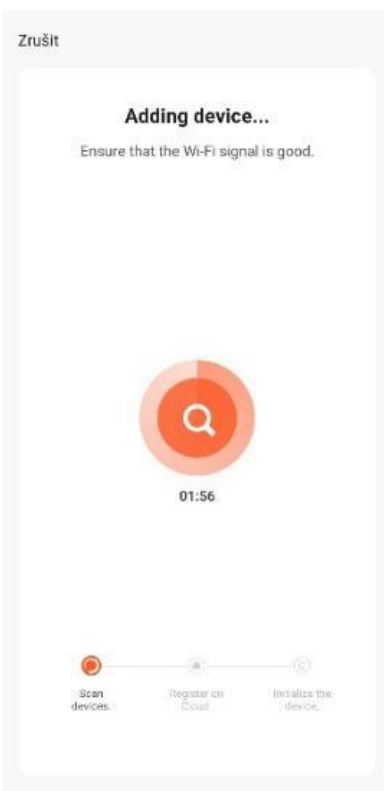 Zrušit
Adding device...
Ensure that the Wi-Fi signal is good.
01:56
Scan
devices.
Register on
Cloud.
Initialize the
device.